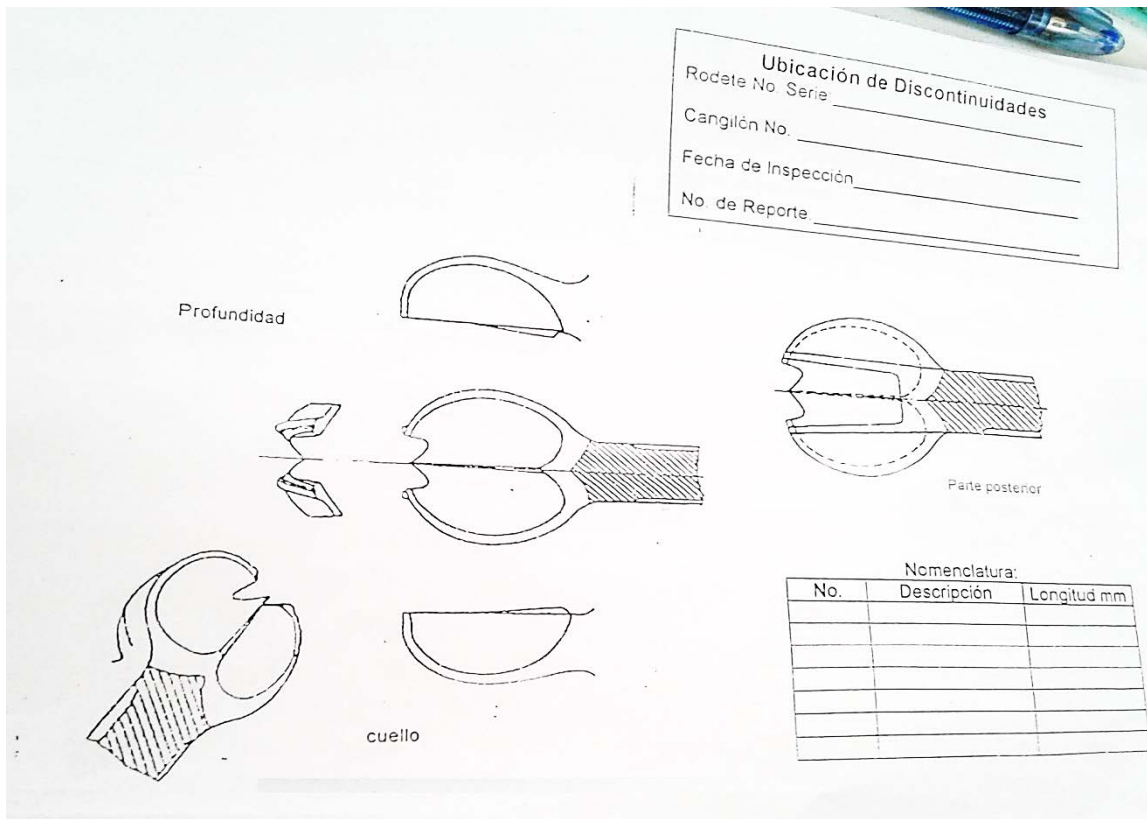 Ubicación de Discontinuidades
Rodete No. Serie:
Cangilón No.
Fecha de Inspección
No. de Reporte.
Profundidad
Parte posterior
Nomenclatura:
No. Descripción Longitud mm
cuello